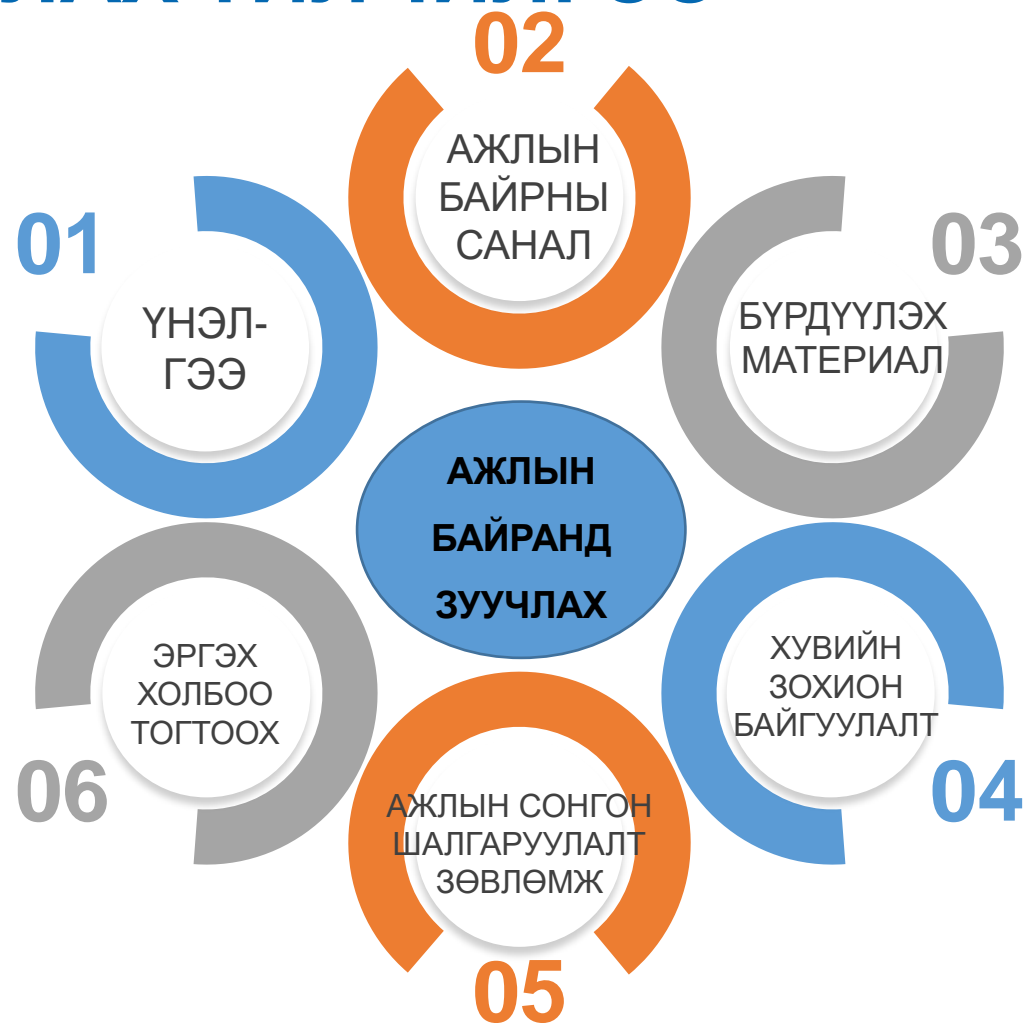 02
АЖЛЫН
БАЙРНЫ
САНАЛ
01
ҮНЭЛ-
ГЭЭ
03
БҮРДҮҮЛЭХ
МАТЕРИАЛ
АЖЛЫН
БАЙРАНД
ЗУУЧЛАХ
ЭРГЭХ
ХОЛБОО
ТОГТООХ
06
ХУВИЙН
ЗОХИОН
БАЙГУУЛАЛТ
04
АЖЛЫН СОНГОН
ШАЛГАРУУЛАЛТ
ЗӨВЛӨМЖ
05